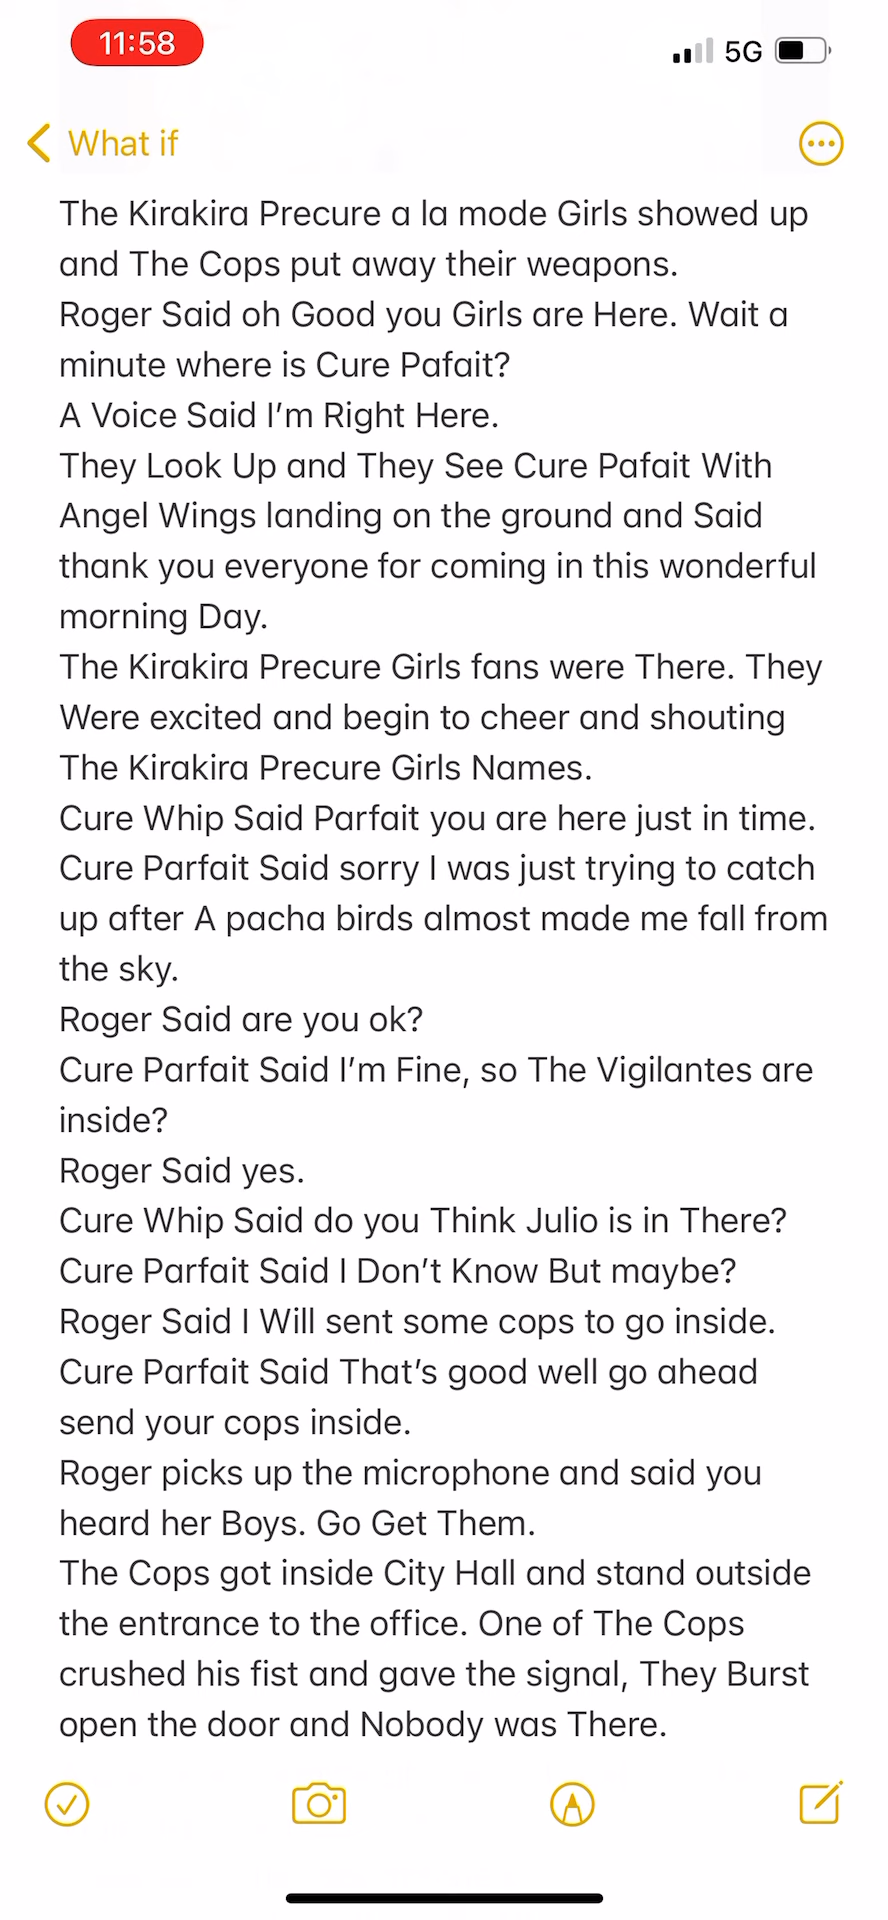 11:58
5G
What if
The Kirakira Precure a la mode Girls showed up
and The Cops put away their weapons.
Roger Said oh Good you Girls are Here. Wait a
minute where is Cure Pafait?
A Voice Said I'm Right Here.
They Look Up and They See Cure Pafait With
Angel Wings landing on the ground and Said
thank you everyone for coming in this wonderful
morning Day.
The Kirakira Precure Girls fans were There. They
Were excited and begin to cheer and shouting
The Kirakira Precure Girls Names.
Cure Whip Said Parfait you are here just in time.
Cure Parfait Said sorry I was just trying to catch
up after A pacha birds almost made me fall from
the sky.
Roger Said are you ok?
Cure Parfait Said I'm Fine, so The Vigilantes are
inside?
Roger Said yes.
Cure Whip Said do you Think Julio is in There?
Cure Parfait Said I Don't Know But maybe?
Roger Said I Will sent some cops to go inside.
Cure Parfait Said That's good well go ahead
send your cops inside.
Roger picks up the microphone and said you
heard her Boys. Go Get Them.
The Cops got inside City Hall and stand outside
the entrance to the office. One of The Cops
crushed his fist and gave the signal, They Burst
open the door and Nobody was There.